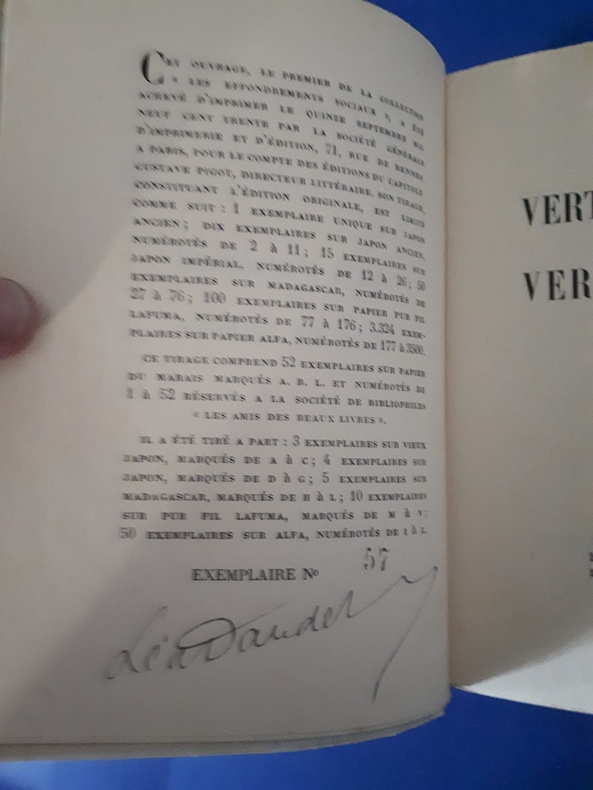 CET OUVRAGE, LE PREMIER DE LA COLLECTION
« LES EFFONDREMENTS SOCIAUX », A ÉTÉ
ACHEVÉ D'IMPRIMER LE QUINZE SEPTEMBRE MIL
NEUF CENT TRENTE PAR LA SOCIÉTÉ GÉNÉRALE
D'IMPRIMERIE ET D'ÉDITION, 71, RUE DE RENNES,
A PARIS, POUR LE COMPTE DES ÉDITIONS DU CAPITOLE
GUSTAVE PIGOT, DIRECTEUR LITTÉRAIRE. SON TIRAGE,
CONSTITUANT L'ÉDITION ORIGINALE, EST LIMITÉ
COMME SUIT : 1 EXEMPLAIRE UNIQUE SUR JAPON
ANCIEN ; DIX EXEMPLAIRES SUR JAPON ANCIEN,
NUMÉROTÉS DE 2 à 11 ; 15 EXEMPLAIRES SUR
JAPON IMPÉRIAL, NUMÉROTÉS DE 12 à 26 ; 50
EXEMPLAIRES SUR MADAGASCAR, NUMÉROTÉS DE
27 à 76 ; 100 EXEMPLAIRES SUR PAPIER PUR FIL
LAFUMA, NUMÉROTÉS DE 77 à 176 ; 3.324 EXEM-
PLAIRES SUR PAPIER ALFA, NUMÉROTÉS DE 177 à 3500.
CE TIRAGE COMPREND 52 EXEMPLAIRES SUR PAPIER
DU MARAIS MARQUÉS A. B. L. ET NUMÉROTÉS DE
1 à 52 RÉSERVÉS A LA SOCIÉTÉ DE BIBLIOPHILES
« LES AMIS DES BEAUX LIVRES ».
IL A ÉTÉ TIRÉ A PART : 3 EXEMPLAIRES SUR VIEUX
JAPON, MARQUÉS DE A à C ; 4 EXEMPLAIRES SUR
JAPON, MARQUÉS DE D à G ; 5 EXEMPLAIRES SUR
MADAGASCAR, MARQUÉS DE H à L ; 10 EXEMPLAIRES
SUR PUR FIL LAFUMA, MARQUÉS DE M à V ;
50 EXEMPLAIRES SUR ALFA, NUMÉROTÉS DE I à L.
EXEMPLAIRE No 57
Léon Daudet
VERT
VER